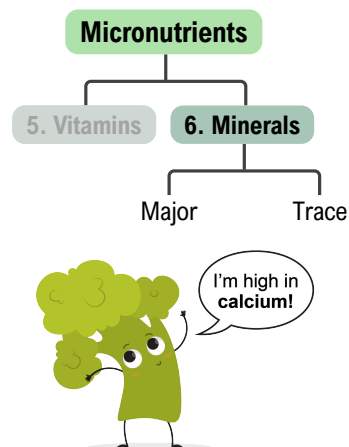 Micronutrients
5. Vitamins
6. Minerals
Major
Trace
I'm high in
calcium!